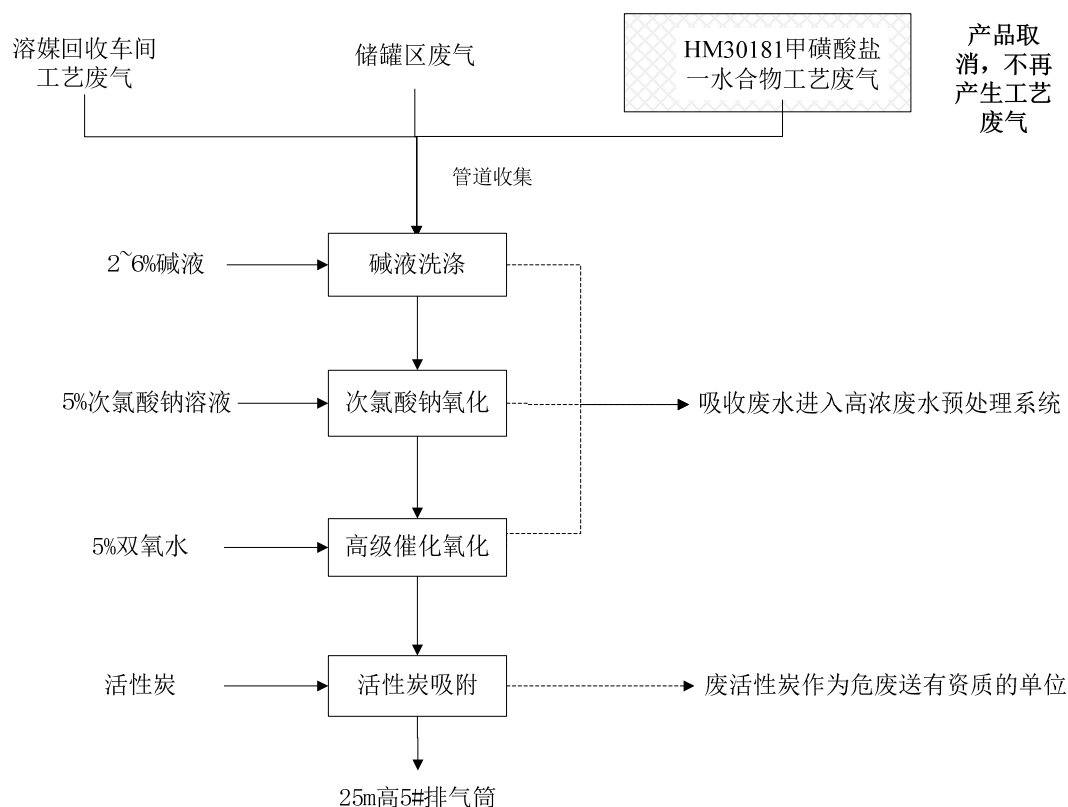 溶媒回收车间
工艺废气
储罐区废气
HM30181甲磺酸盐
一水合物工艺废气
产品取
消，不再
产生工艺
废气
管道收集
2~6%碱液
碱液洗涤
5%次氯酸钠溶液
次氯酸钠氧化
吸收废水进入高浓废水预处理系统
5%双氧水
高级催化氧化
活性炭
活性炭吸附
废活性炭作为危废送有资质的单位
25m高5#排气筒